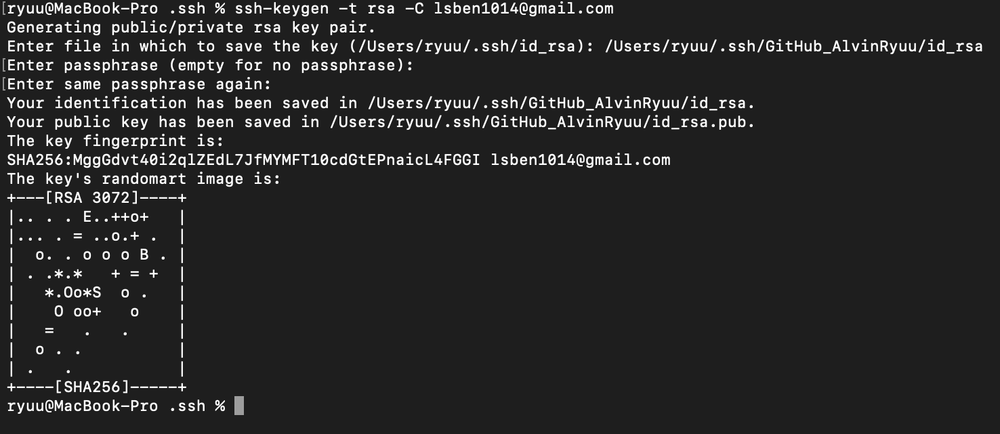 [ryuu@MacBook-Pro .ssh % ssh-keygen -t rsa -C lsben1014@gmail.com
Generating public/private rsa key pair.
Enter file in which to save the key (/Users/ryuu/.ssh/id_rsa): /Users/ryuu/.ssh/GitHub_AlvinRyuu/id_rsa
[Enter passphrase (empty for no passphrase):
[Enter same passphrase again:
Your identification has been saved in /Users/ryuu/.ssh/GitHub_AlvinRyuu/id_rsa.
Your public key has been saved in /Users/ryuu/.ssh/GitHub_AlvinRyuu/id_rsa.pub.
The key fingerprint is:
SHA256:MggGdvt40i2qlZEdL7JfMYMFT10cdGtEPnaicL4FGGI lsben1014@gmail.com
The key's randomart image is:
+---[RSA 3072]----+
|.. . . E..++o+   |
|... . = ..o.+ .  |
|  o. . o o o B . |
| . .*.*   + = +  |
|   *.Oo*S  o .   |
|    O oo+   o    |
|   =   .   .     |
|  o . .          |
| .   .           |
+----[SHA256]-----+
ryuu@MacBook-Pro .ssh %